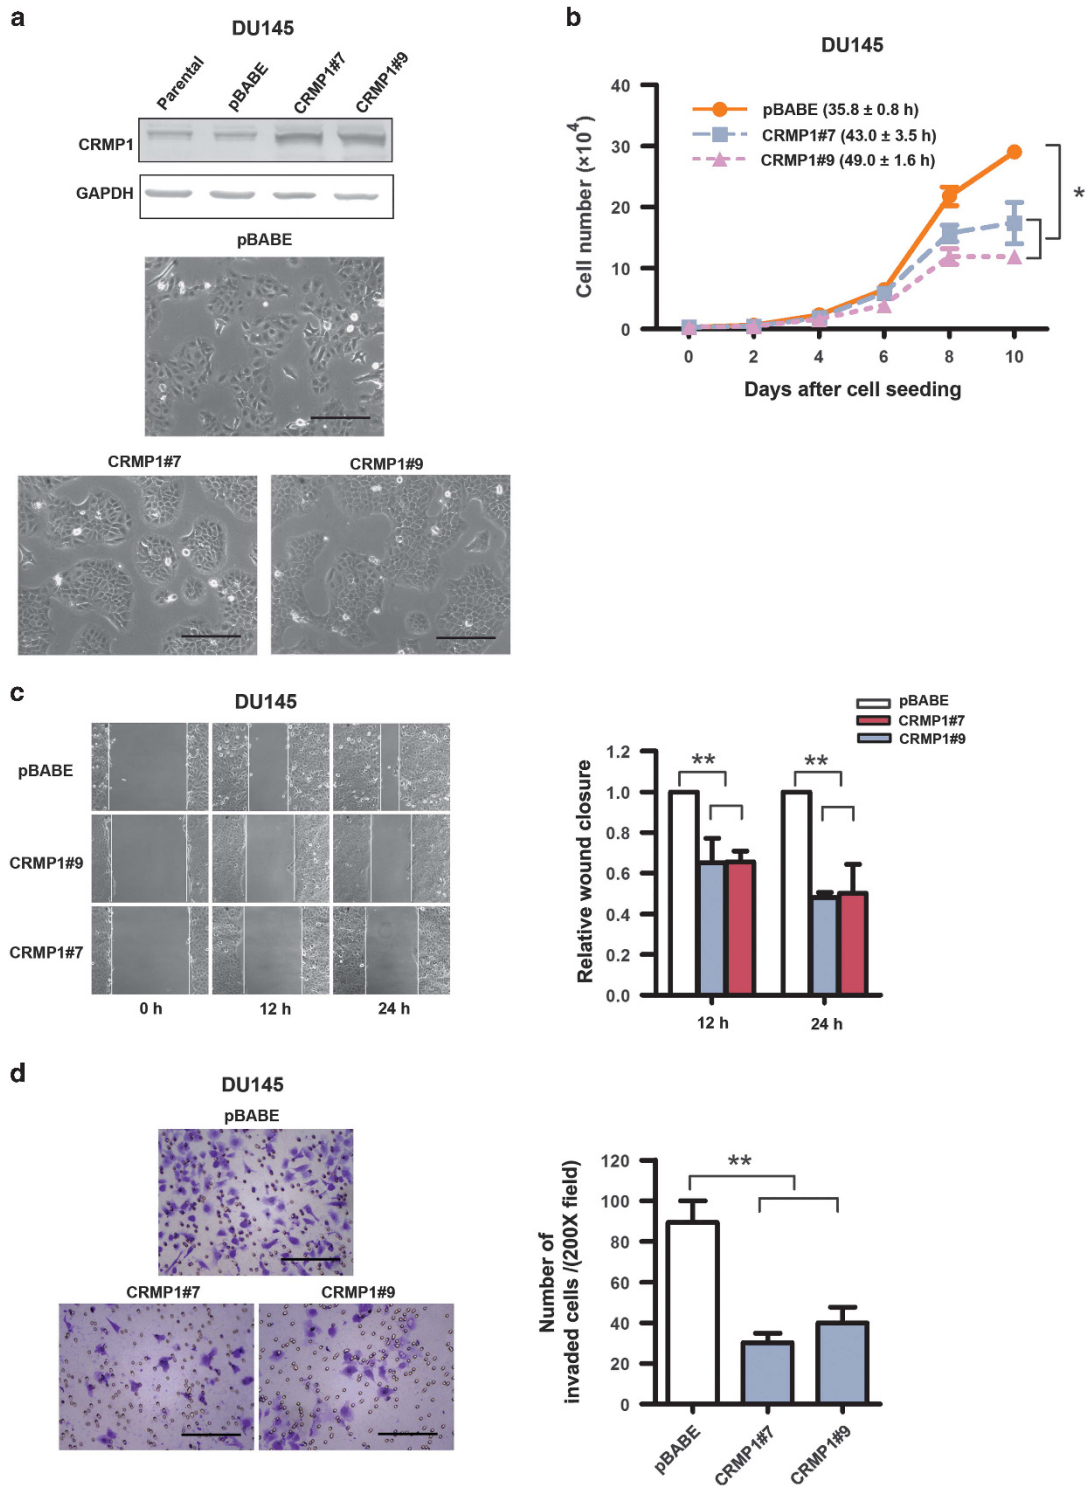 a
DU145
Parental
pBABE
CRMP1#7
CRMP1#9
CRMP1
GAPDH
pBABE
CRMP1#7
CRMP1#9
b
DU145
Cell number (×10⁴)
40
30
20
10
0
pBABE (35.8 ± 0.8 h)
CRMP1#7 (43.0 ± 3.5 h)
CRMP1#9 (49.0 ± 1.6 h)
*
0 2 4 6 8 10
Days after cell seeding
c
DU145
pBABE
CRMP1#9
CRMP1#7
0 h 12 h 24 h
pBABE
CRMP1#7
CRMP1#9
Relative wound closure
1.2
1.0
0.8
0.6
0.4
0.2
0.0
** **
12 h 24 h
d
DU145
pBABE
CRMP1#7
CRMP1#9
Number of
invaded cells /(200X field)
120
100
80
60
40
20
0
**
pBABE
CRMP1#7
CRMP1#9